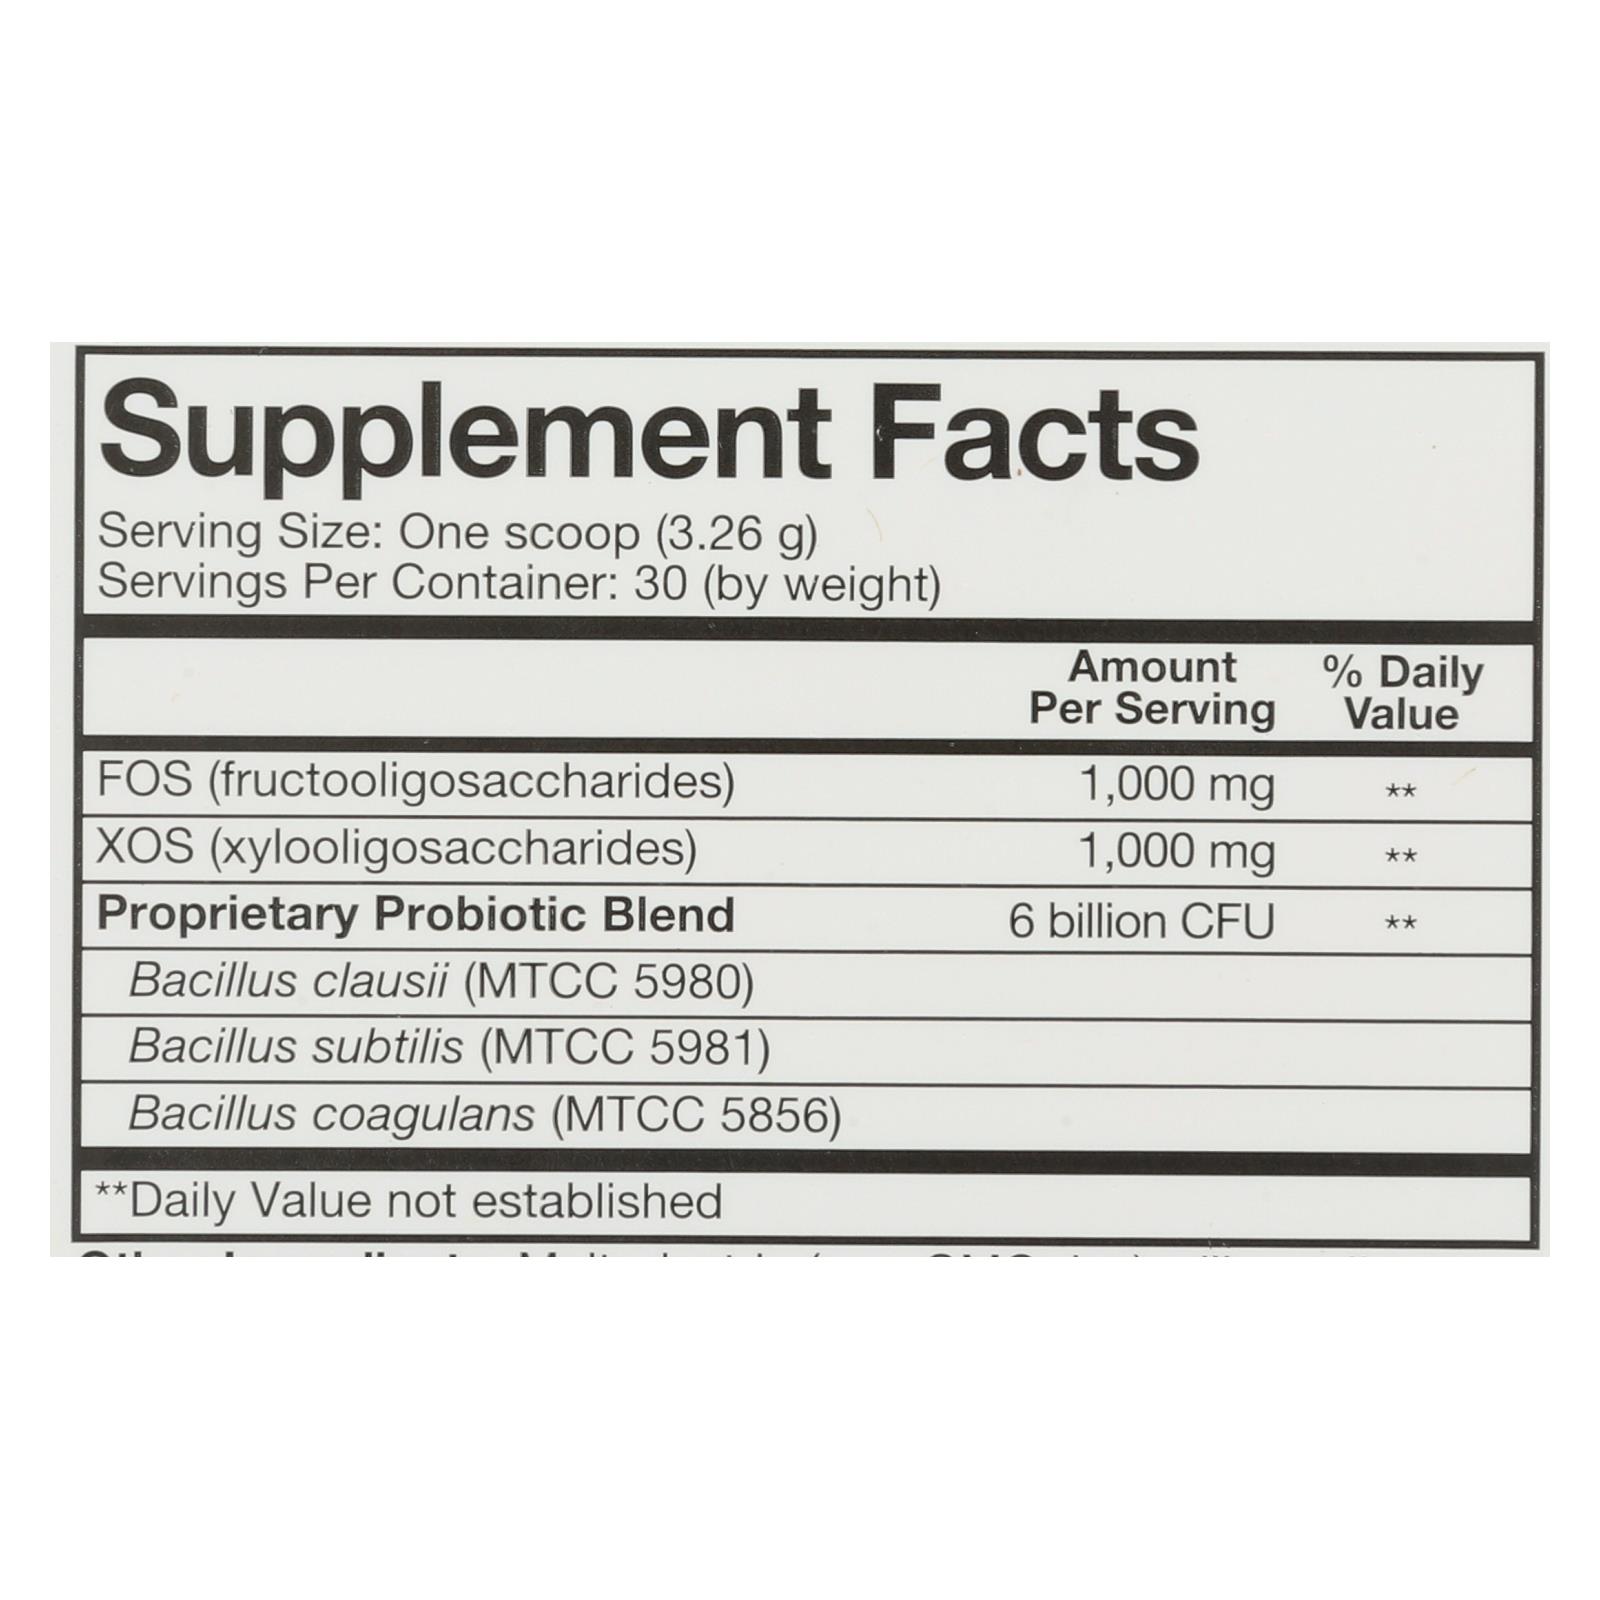 Supplement Facts
Serving Size: One scoop (3.26 g)
Servings Per Container: 30 (by weight)
Amount Per Serving % Daily Value
FOS (fructooligosaccharides) 1,000 mg **
XOS (xylooligosaccharides) 1,000 mg **
Proprietary Probiotic Blend 6 billion CFU **
Bacillus clausii (MTCC 5980)
Bacillus subtilis (MTCC 5981)
Bacillus coagulans (MTCC 5856)
**Daily Value not established